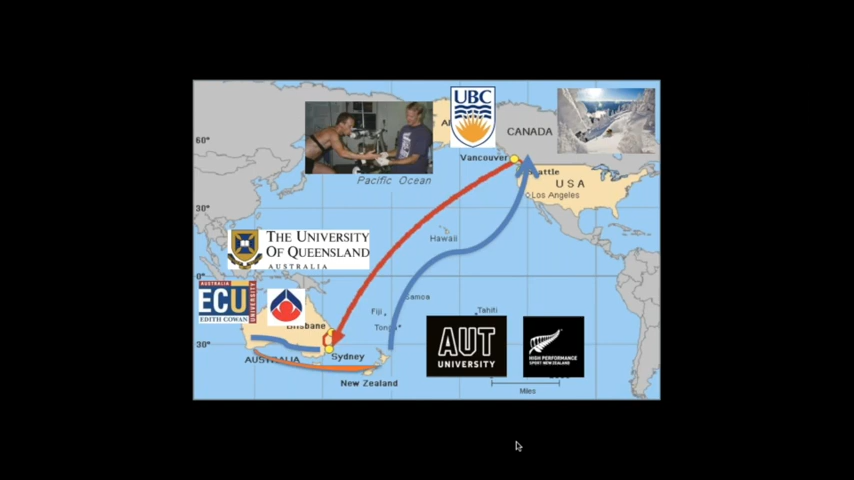 UBC
CANADA
60°
Vancouver
Seattle
Pacific Ocean
USA
Los Angeles
30°
THE UNIVERSITY
OF QUEENSLAND
AUSTRALIA
Hawaii
0°
AUSTRALIA
ECU
UNIVERSITY
EDITH COWAN
Samoa
Fiji
Tahiti
Brisbane
Tonga
AUT
UNIVERSITY
HIGH PERFORMANCE
SPORT NEW ZEALAND
30°
Sydney
AUSTRALIA
New Zealand
Miles